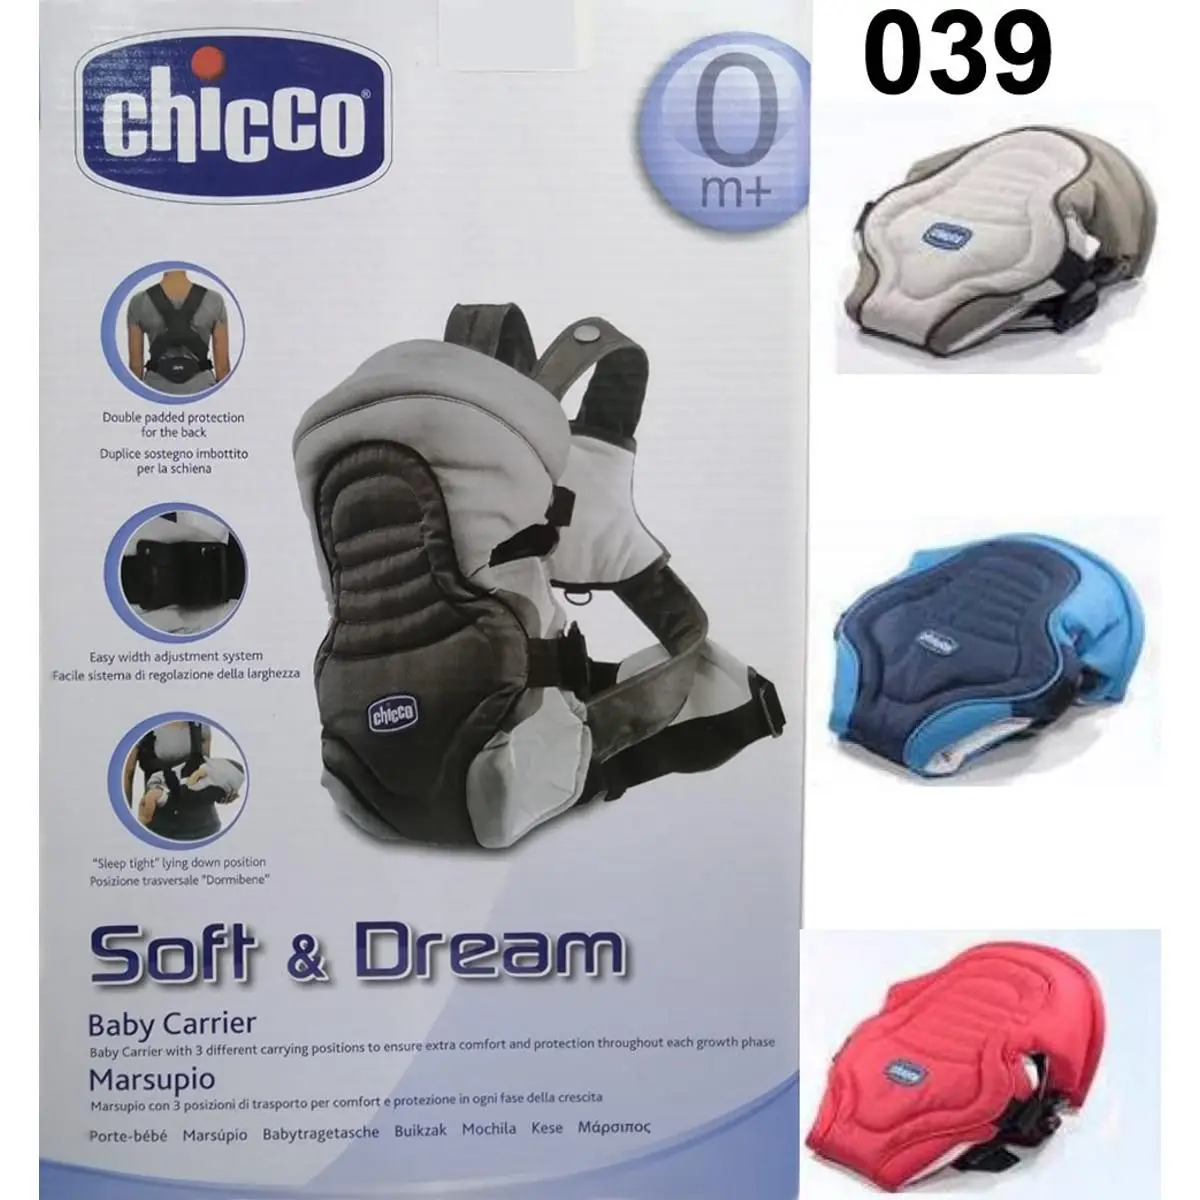 chicco
0
m+
039
Double padded protection
for the back
Duplice sostegno imbottito
per la schiena
Easy width adjustment system
Facile sistema di regolazione della larghezza
"Sleep tight" lying down position
Posizione trasversale "Dormibene"
chicco
chicco
chicco
chicco
Soft & Dream
Baby Carrier
Baby Carrier with 3 different carrying positions to ensure extra comfort and protection throughout each growth phase
Marsupio
Marsupio con 3 posizioni di trasporto per comfort e protezione in ogni fase della crescita
Porte-bébé Marsúpio Babytragetasche Buikzak Mochila Kese Μάρσιπος